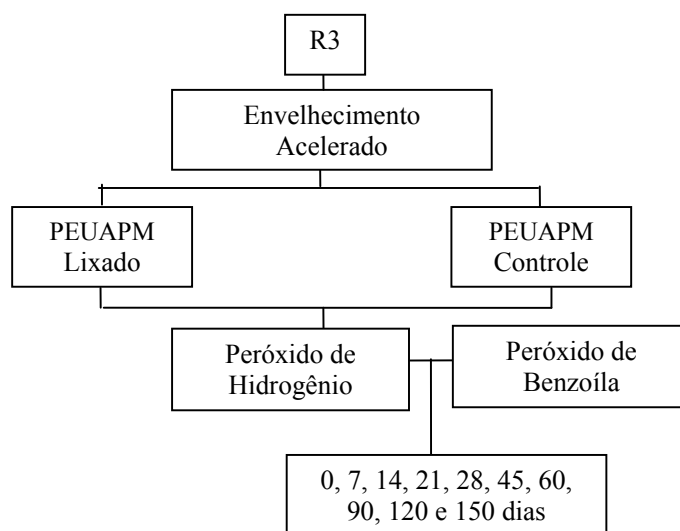 R3
Envelhecimento
Acelerado
PEUAPM
Lixado
PEUAPM
Controle
Peróxido de
Hidrogênio
Peróxido de
Benzoíla
0, 7, 14, 21, 28, 45, 60,
90, 120 e 150 dias